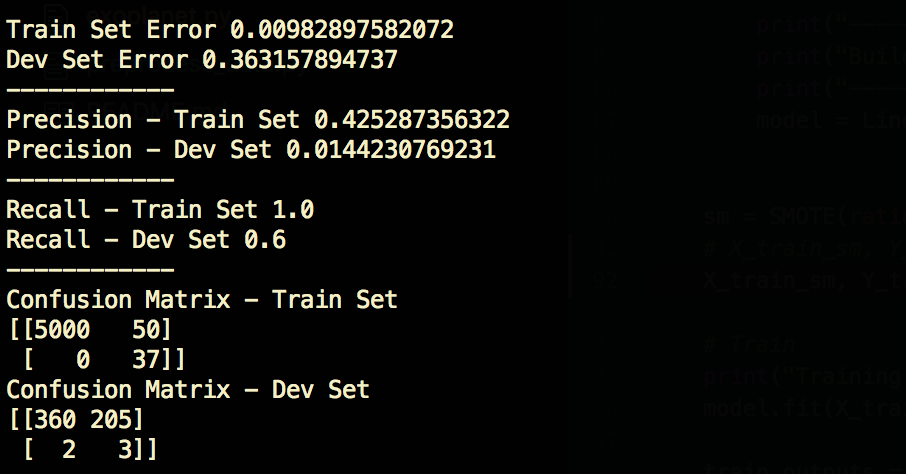 exoplanet.py
Train Set Error 0.00982897582072
Dev Set Error 0.363157894737
------------
Precision - Train Set 0.425287356322
Precision - Dev Set 0.0144230769231
------------
Recall - Train Set 1.0
Recall - Dev Set 0.6
------------
Confusion Matrix - Train Set
[[5000   50]
 [   0   37]]
Confusion Matrix - Dev Set
[[360 205]
 [  2   3]]
print("
print("Buil
print("
model = Lin
sm = SMOTE(rati
# X_train_sm, Y
X_train_sm, Y_t
# Train
print("Training
model.fit(X_tra